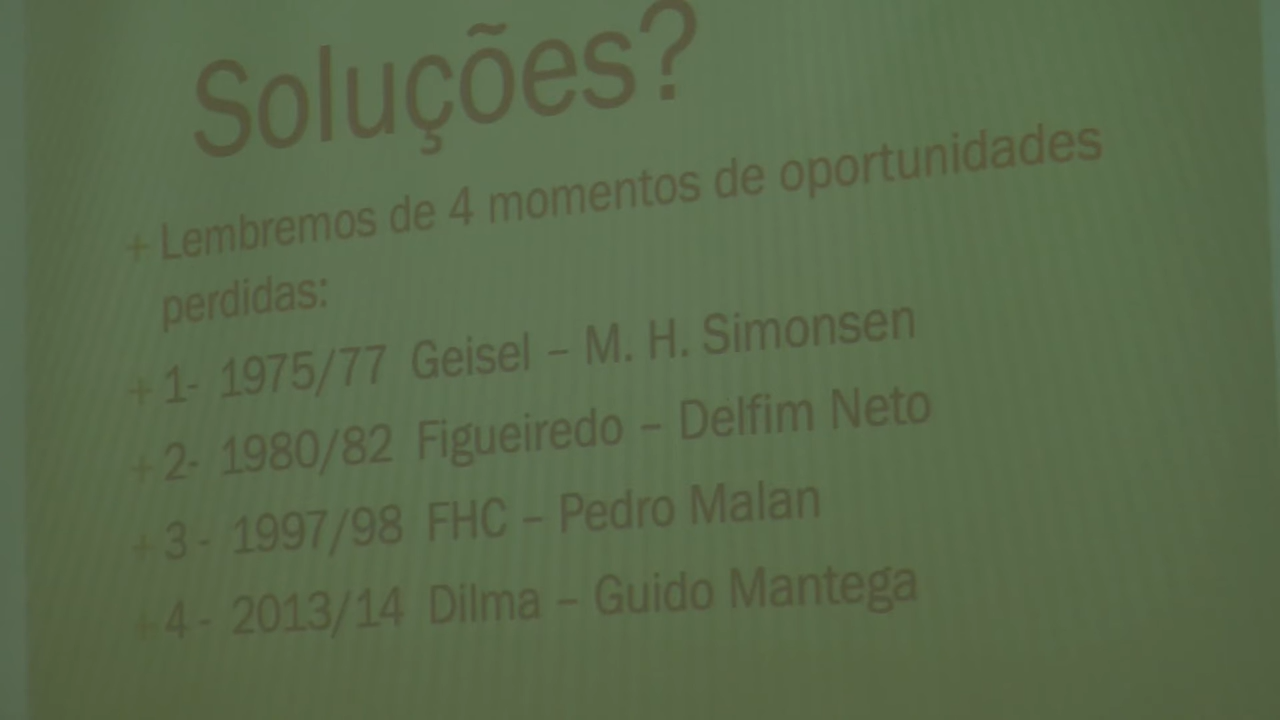 Soluções?
+ Lembremos de 4 momentos de oportunidades
perdidas:
+ 1- 1975/77 Geisel – M. H. Simonsen
+ 2- 1980/82 Figueiredo – Delfim Neto
+ 3 - 1997/98 FHC – Pedro Malan
+ 4 - 2013/14 Dilma – Guido Mantega